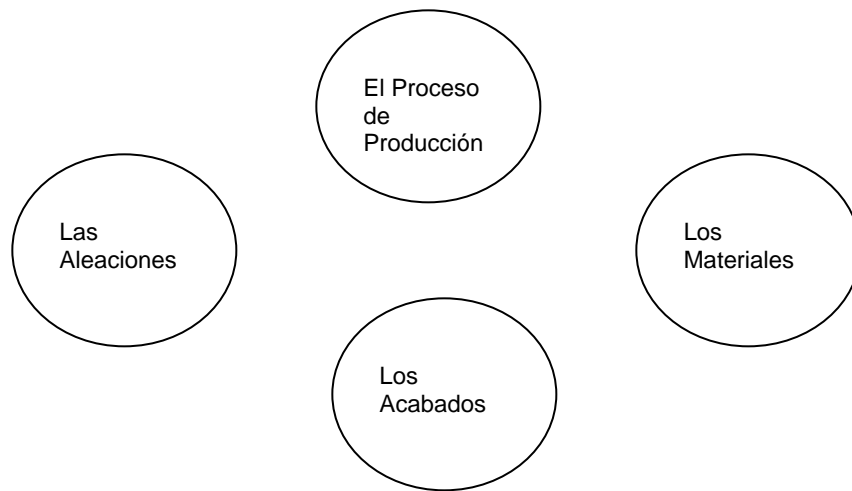 El Proceso
de
Producción
Las
Aleaciones
Los
Materiales
Los
Acabados